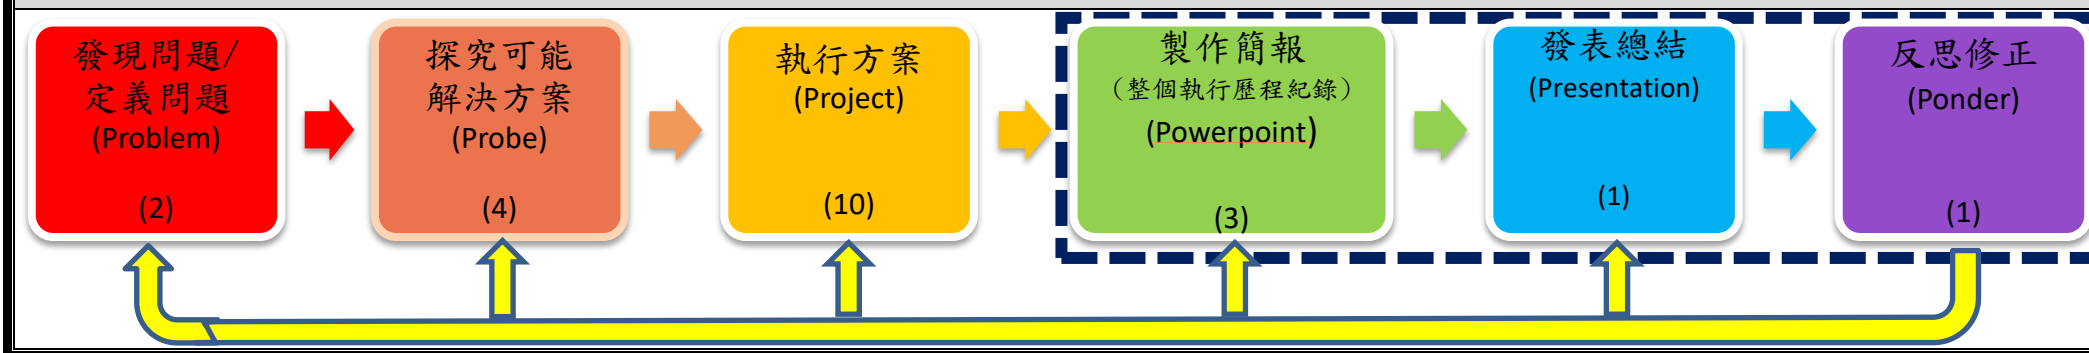 發現問題/
定義問題
(Problem)
(2)
探究可能
解決方案
(Probe)
(4)
執行方案
(Project)
(10)
製作簡報
（整個執行歷程紀錄）
(Powerpoint)
(3)
發表總結
(Presentation)
(1)
反思修正
(Ponder)
(1)